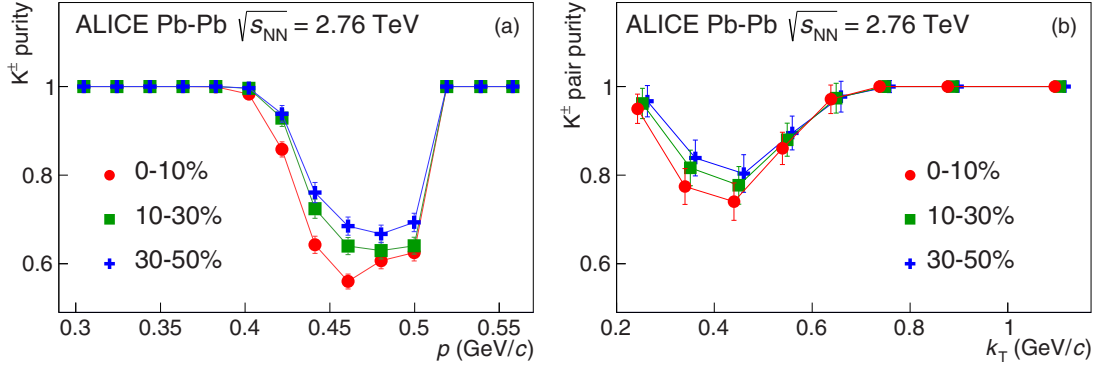 ALICE Pb-Pb √s_NN = 2.76 TeV (a)
K± purity
1
0.8
0.6
0-10%
10-30%
30-50%
0.3 0.35 0.4 0.45 0.5 0.55
p (GeV/c)
ALICE Pb-Pb √s_NN = 2.76 TeV (b)
K± pair purity
1
0.8
0.6
0-10%
10-30%
30-50%
0.2 0.4 0.6 0.8 1
k_T (GeV/c)